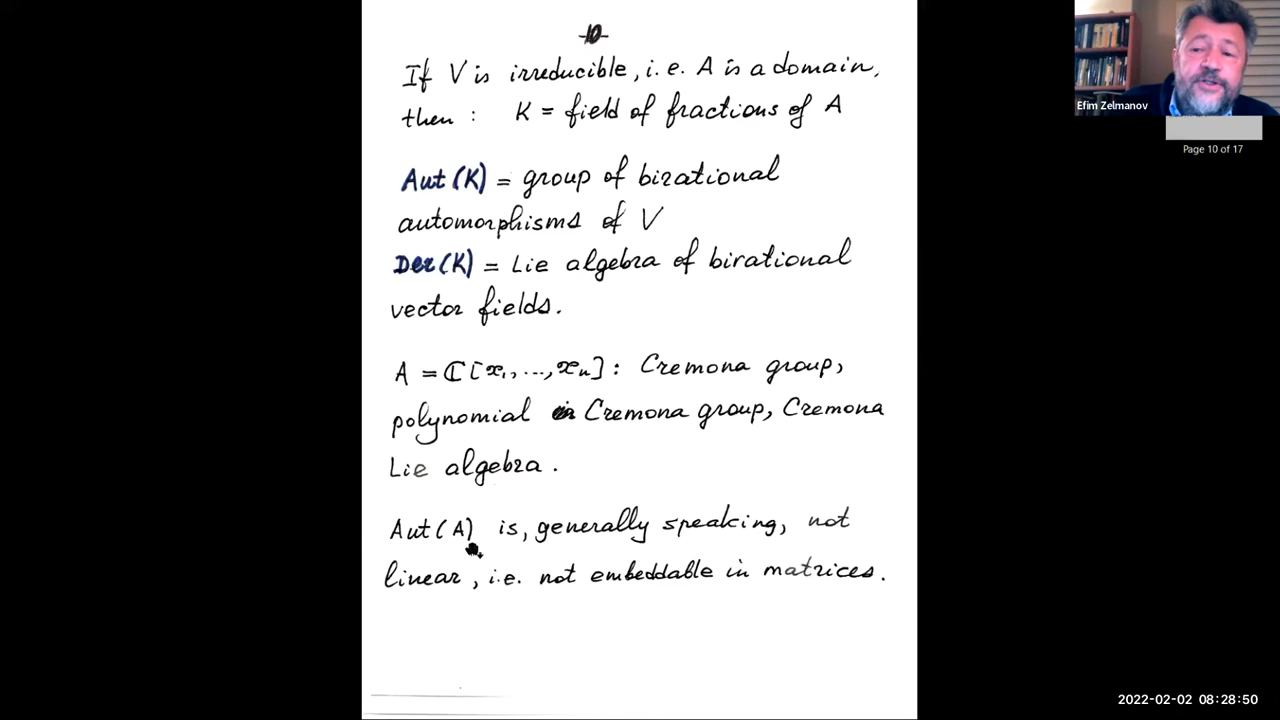 10
If V is irreducible, i.e. A is a domain,
then : K = field of fractions of A
Aut (K) = group of birational
automorphisms of V
Der (K) = Lie algebra of birational
vector fields.
A = ℂ[x₁, ..., xₙ] : Cremona group,
polynomial Cremona group, Cremona
Lie algebra.
Aut (A) is, generally speaking, not
linear, i.e. not embeddable in matrices.
Efim Zelmanov
Page 10 of 17
2022-02-02 08:28:50